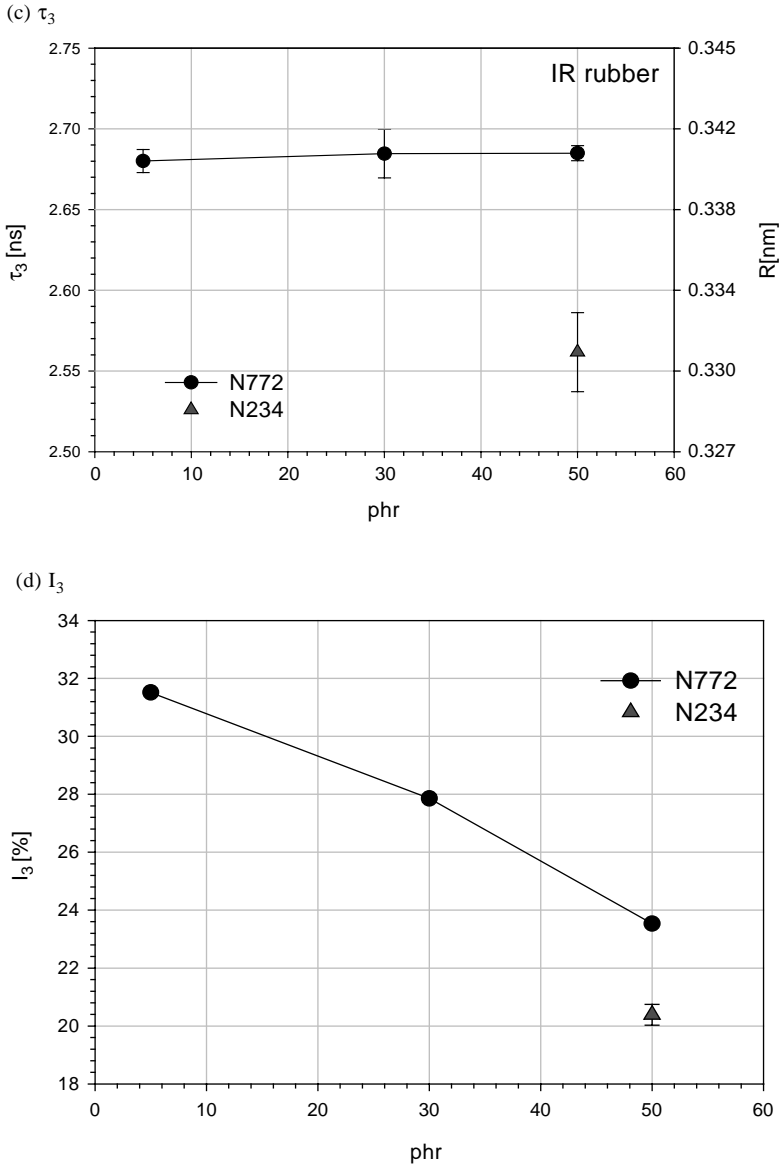 (c) τ3
2.75
2.70
2.65
2.60
2.55
2.50
τ3 [ns]
0.345
0.342
0.338
0.334
0.330
0.327
R[nm]
IR rubber
N772
N234
0 10 20 30 40 50 60
phr
(d) I3
34
32
30
28
26
24
22
20
18
I3 [%]
N772
N234
0 10 20 30 40 50 60
phr